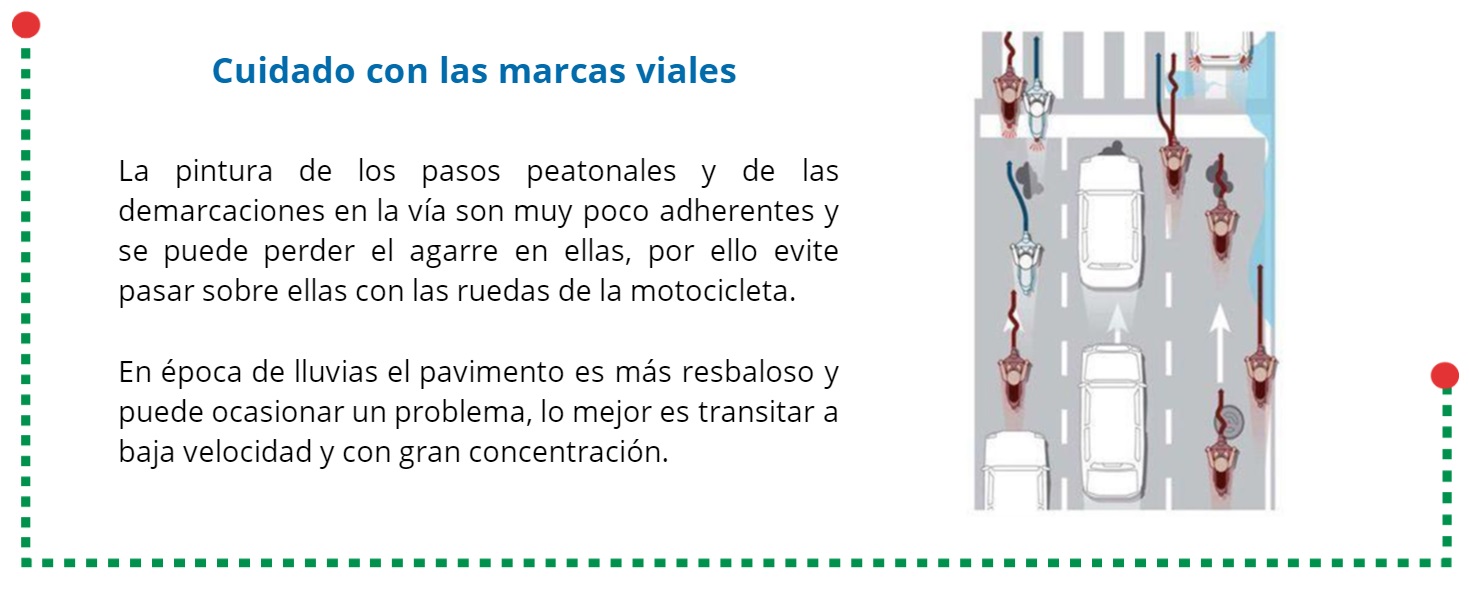 Cuidado con las marcas viales
La pintura de los pasos peatonales y de las
demarcaciones en la vía son muy poco adherentes y
se puede perder el agarre en ellas, por ello evite
pasar sobre ellas con las ruedas de la motocicleta.
En época de lluvias el pavimento es más resbaloso y
puede ocasionar un problema, lo mejor es transitar a
baja velocidad y con gran concentración.